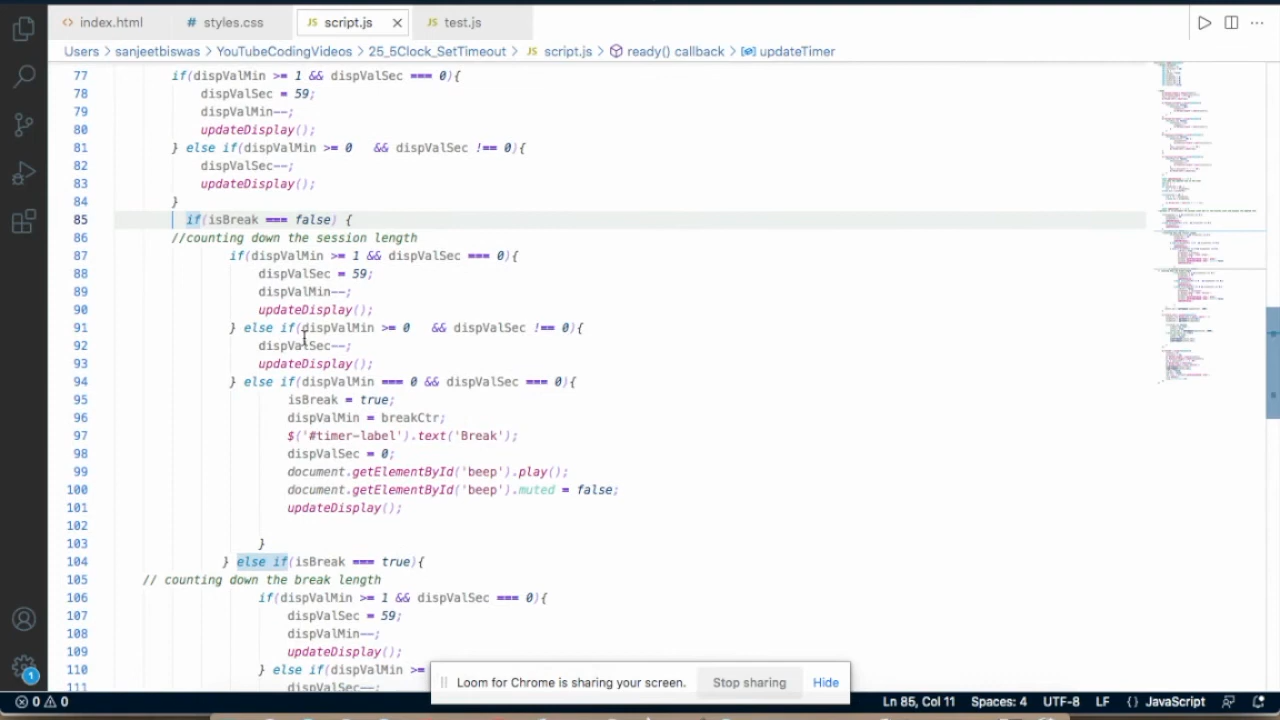 index.html styles.css script.js test.js
Users > sanjeetbiswas > YouTubeCodingVideos > 25_5Clock_SetTimeout > script.js > ready() callback > updateTimer
77 if(dispValMin >= 1 && dispValSec === 0){
78 dispValSec = 59;
79 dispValMin--;
80 updateDisplay();
81 } else if(dispValMin >= 0 && dispValSec !== 0){
82 dispValSec--;
83 updateDisplay();
84 }
85 if(isBreak === false) {
86 //counting down the session length
87 if(dispValMin >= 1 && dispValSec === 0){
88 dispValSec = 59;
89 dispValMin--;
90 updateDisplay();
91 } else if(dispValMin >= 0 && dispValSec !== 0){
92 dispValSec--;
93 updateDisplay();
94 } else if(dispValMin === 0 && dispValSec === 0){
95 isBreak = true;
96 dispValMin = breakCtr;
97 $('#timer-label').text('Break');
98 dispValSec = 0;
99 document.getElementById('beep').play();
100 document.getElementById('beep').muted = false;
101 updateDisplay();
102
103 }
104 } else if(isBreak === true){
105 // counting down the break length
106 if(dispValMin >= 1 && dispValSec === 0){
107 dispValSec = 59;
108 dispValMin--;
109 updateDisplay();
110 } else if(dispValMin >=
111 dispValSec--;
Loom for Chrome is sharing your screen. Stop sharing Hide
0 0 Ln 85, Col 11 Spaces: 4 UTF-8 LF {} JavaScript
1